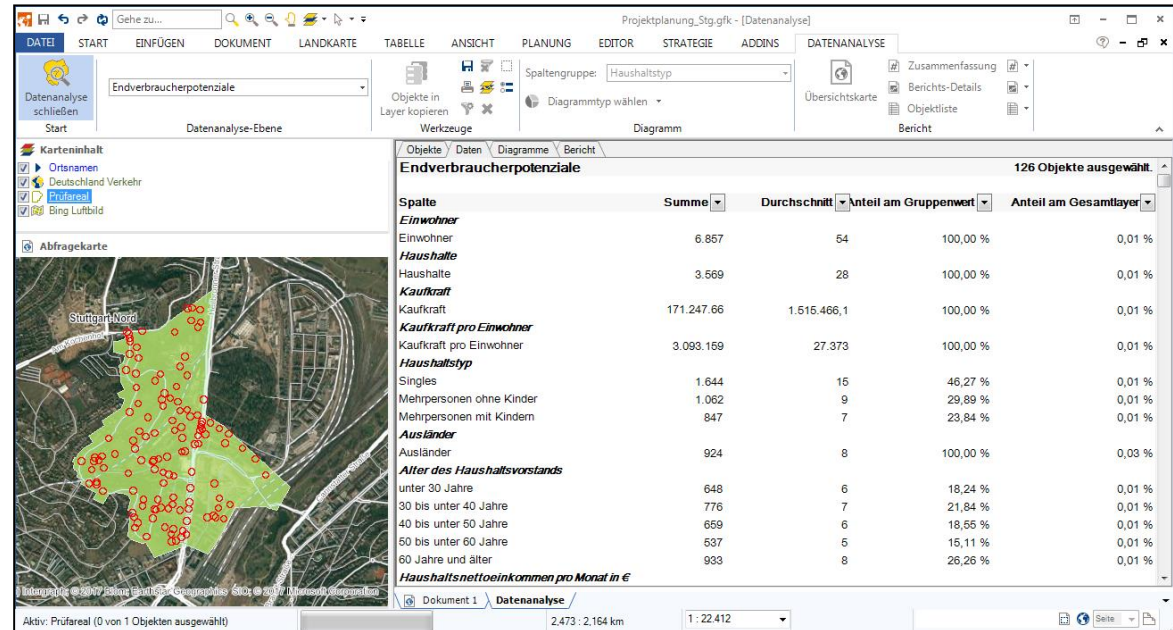 Gehe zu...
Projektplanung_Stg.gfk - [Datenanalyse]
DATEI START EINFÜGEN DOKUMENT LANDKARTE TABELLE ANSICHT PLANUNG EDITOR STRATEGIE ADDINS DATENANALYSE
Datenanalyse schließen
Start
Endverbraucherpotenziale
Datenanalyse-Ebene
Objekte in Layer kopieren
Werkzeuge
Spaltengruppe: Haushaltstyp
Diagrammtyp wählen
Diagramm
Übersichtskarte
Zusammenfassung
Berichts-Details
Objektliste
Bericht
Karteninhalt
Ortsnamen
Deutschland Verkehr
Prüfareal
Bing Luftbild
Abfragekarte
Stuttgart-Nord
Am Kochenhof
Objekte Daten Diagramme Bericht
Endverbraucherpotenziale 126 Objekte ausgewählt.
Spalte Summe Durchschnitt Anteil am Gruppenwert Anteil am Gesamtlayer
Einwohner
Einwohner 6.857 54 100,00 % 0,01 %
Haushalte
Haushalte 3.569 28 100,00 % 0,01 %
Kaufkraft
Kaufkraft 171.247.66 1.515.466,1 100,00 % 0,01 %
Kaufkraft pro Einwohner
Kaufkraft pro Einwohner 3.093.159 27.373 100,00 % 0,01 %
Haushaltstyp
Singles 1.644 15 46,27 % 0,01 %
Mehrpersonen ohne Kinder 1.062 9 29,89 % 0,01 %
Mehrpersonen mit Kindern 847 7 23,84 % 0,01 %
Ausländer
Ausländer 924 8 100,00 % 0,03 %
Alter des Haushaltsvorstands
unter 30 Jahre 648 6 18,24 % 0,01 %
30 bis unter 40 Jahre 776 7 21,84 % 0,01 %
40 bis unter 50 Jahre 659 6 18,55 % 0,01 %
50 bis unter 60 Jahre 537 5 15,11 % 0,01 %
60 Jahre und älter 933 8 26,26 % 0,01 %
Haushaltsnettoeinkommen pro Monat in €
Dokument 1 Datenanalyse
Aktiv: Prüfareal (0 von 1 Objekten ausgewählt) 2,473 : 2,164 km 1 : 22.412 Seite